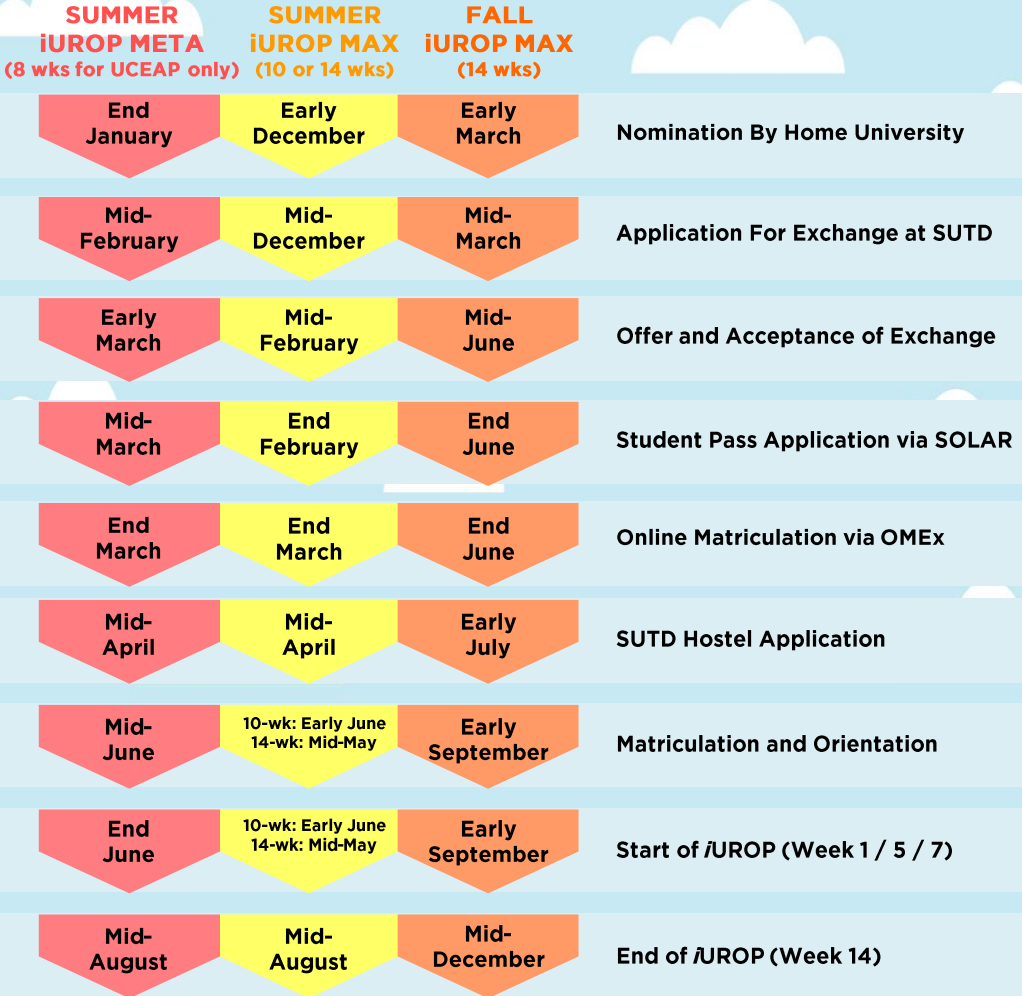 SUMMER
iUROP META
(8 wks for UCEAP only)
SUMMER
iUROP MAX
(10 or 14 wks)
FALL
iUROP MAX
(14 wks)
End
January
Early
December
Early
March
Nomination By Home University
Mid-
February
Mid-
December
Mid-
March
Application For Exchange at SUTD
Early
March
Mid-
February
Mid-
June
Offer and Acceptance of Exchange
Mid-
March
End
February
End
June
Student Pass Application via SOLAR
End
March
End
March
End
June
Online Matriculation via OMEx
Mid-
April
Mid-
April
Early
July
SUTD Hostel Application
Mid-
June
10-wk: Early June
14-wk: Mid-May
Early
September
Matriculation and Orientation
End
June
10-wk: Early June
14-wk: Mid-May
Early
September
Start of iUROP (Week 1 / 5 / 7)
Mid-
August
Mid-
August
Mid-
December
End of iUROP (Week 14)